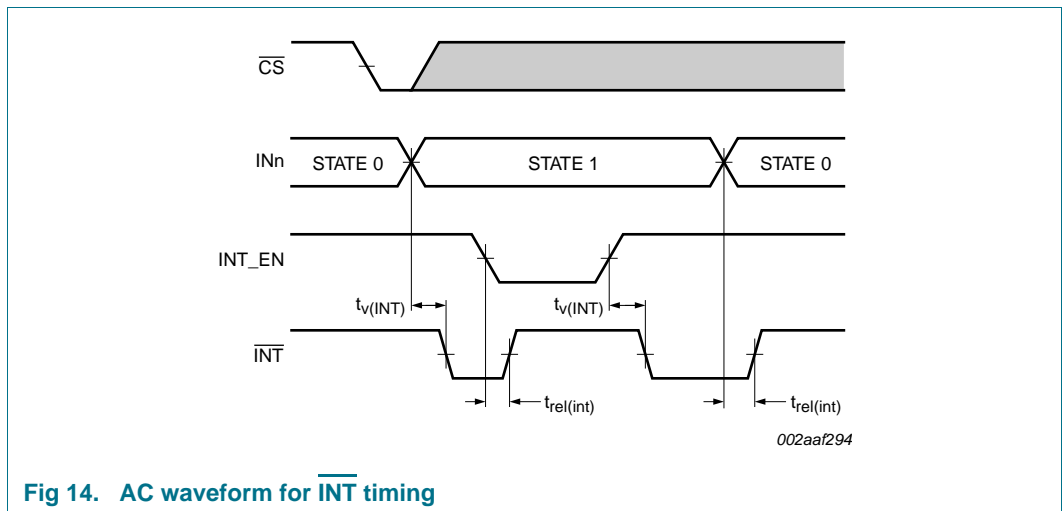 CS
INn STATE 0 STATE 1 STATE 0
INT_EN
tv(INT) tv(INT)
INT
trel(int) trel(int)
002aaf294
Fig 14. AC waveform for INT timing